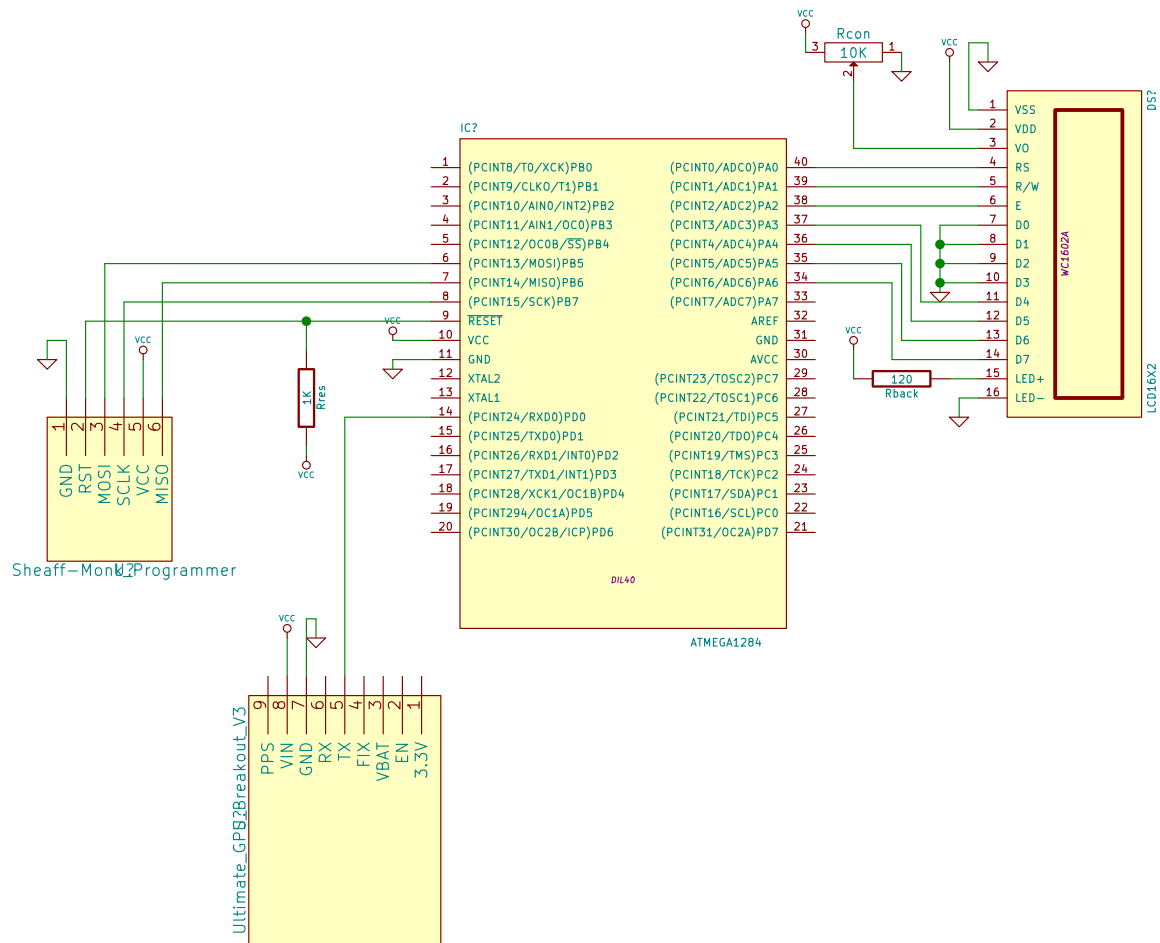 VCC
Rcon
3 10K 1
2
VCC
DS?
IC?
1 (PCINT8/T0/XCK)PB0
2 (PCINT9/CLKO/T1)PB1
3 (PCINT10/AIN0/INT2)PB2
4 (PCINT11/AIN1/OC0)PB3
5 (PCINT12/OC0B/SS)PB4
6 (PCINT13/MOSI)PB5
7 (PCINT14/MISO)PB6
8 (PCINT15/SCK)PB7
9 RESET
10 VCC
11 GND
12 XTAL2
13 XTAL1
14 (PCINT24/RXD0)PD0
15 (PCINT25/TXD0)PD1
16 (PCINT26/RXD1/INT0)PD2
17 (PCINT27/TXD1/INT1)PD3
18 (PCINT28/XCK1/OC1B)PD4
19 (PCINT294/OC1A)PD5
20 (PCINT30/OC2B/ICP)PD6
(PCINT0/ADC0)PA0 40
(PCINT1/ADC1)PA1 39
(PCINT2/ADC2)PA2 38
(PCINT3/ADC3)PA3 37
(PCINT4/ADC4)PA4 36
(PCINT5/ADC5)PA5 35
(PCINT6/ADC6)PA6 34
(PCINT7/ADC7)PA7 33
AREF 32
GND 31
AVCC 30
(PCINT23/TOSC2)PC7 29
(PCINT22/TOSC1)PC6 28
(PCINT21/TDI)PC5 27
(PCINT20/TDO)PC4 26
(PCINT19/TMS)PC3 25
(PCINT18/TCK)PC2 24
(PCINT17/SDA)PC1 23
(PCINT16/SCL)PC0 22
(PCINT31/OC2A)PD7 21
DIL40
ATMEGA1284
1 VSS
2 VDD
3 VO
4 RS
5 R/W
6 E
7 D0
8 D1
9 D2
10 D3
11 D4
12 D5
13 D6
14 D7
15 LED+
16 LED-
WC1602A
LCD16X2
VCC
120
Rback
VCC
VCC
1K
Rres
VCC
1 GND
2 RST
3 MOSI
4 SCLK
5 VCC
6 MISO
Sheaff-Monk_Programmer
U?
VCC
9 PPS
8 VIN
7 GND
6 RX
5 TX
4 FIX
3 VBAT
2 EN
1 3.3V
Ultimate_GPS_Breakout_V3
U?